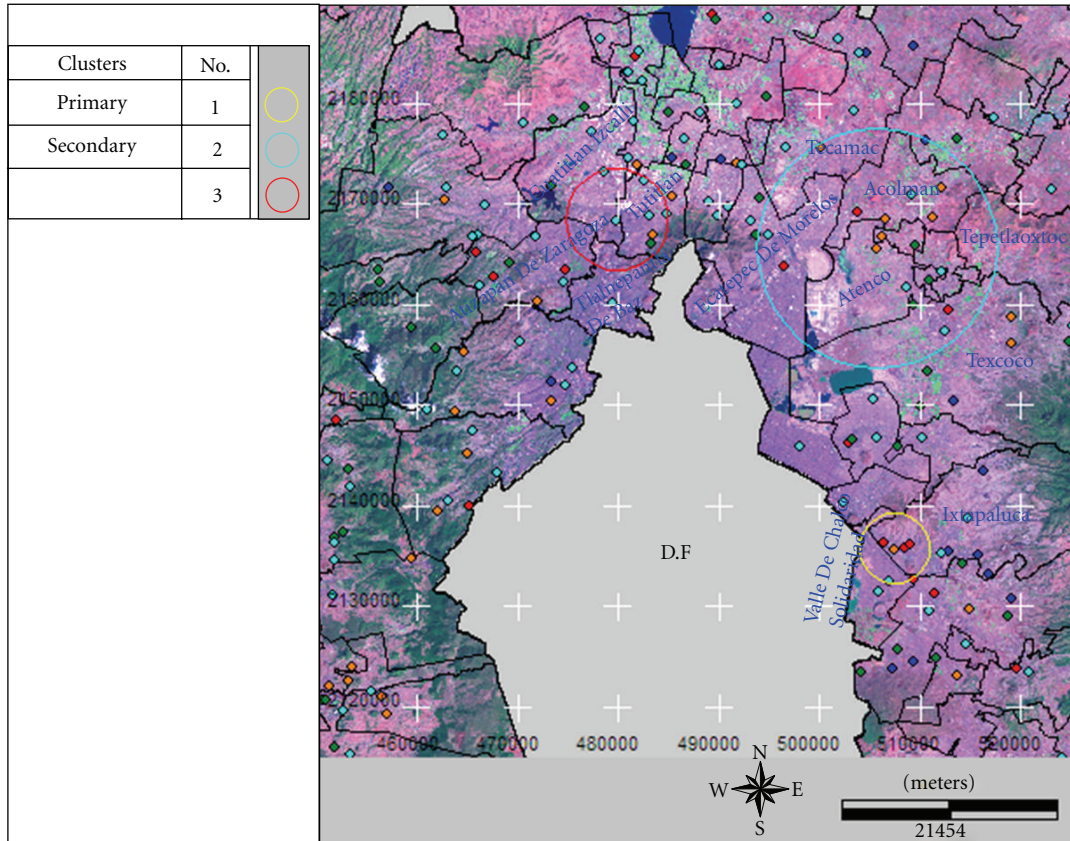 Clusters No.
Primary 1
Secondary 2
3
2180000
2170000
2160000
2150000
2140000
2130000
2120000
460000 470000 480000 490000 500000 510000 520000
Cuatitlan Izcalli
Tultitlan
Atizapan De Zaragoza
Tlalnepantla
De Baz
Ecatepec De Morelos
Tecamac
Acolman
Tepetlaoxtoc
Atenco
Texcoco
Ixtapaluca
Valle De Chalco
Solidaridad
D.F
N
W E
S
(meters)
21454